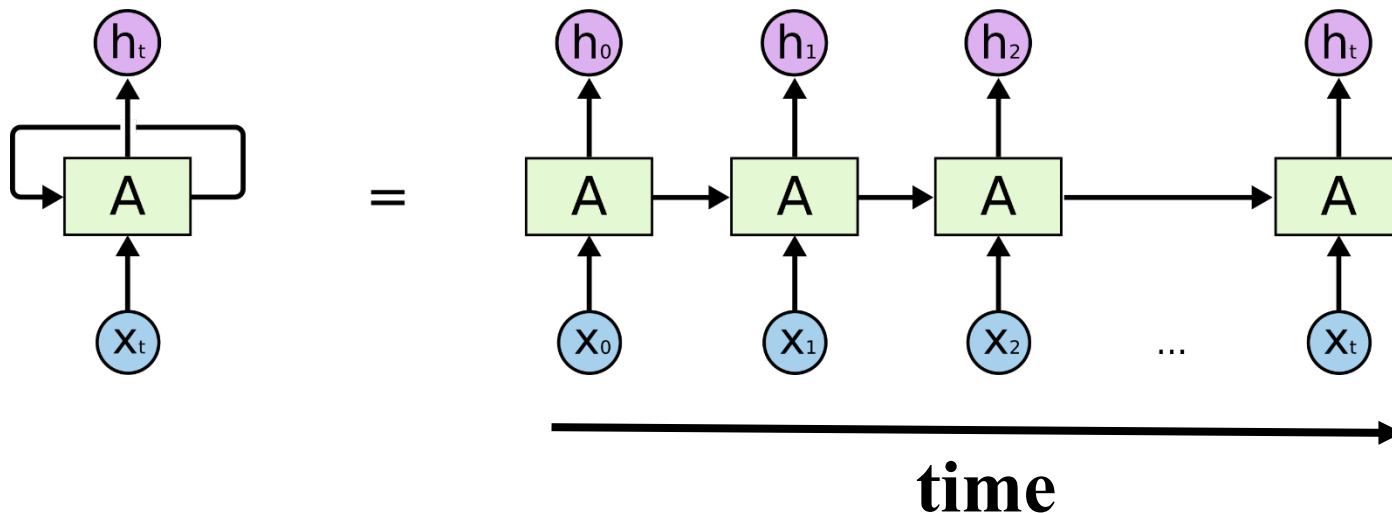 hₜ h₀ h₁ h₂ hₜ
A = A A A A
xₜ x₀ x₁ x₂ ... xₜ
time